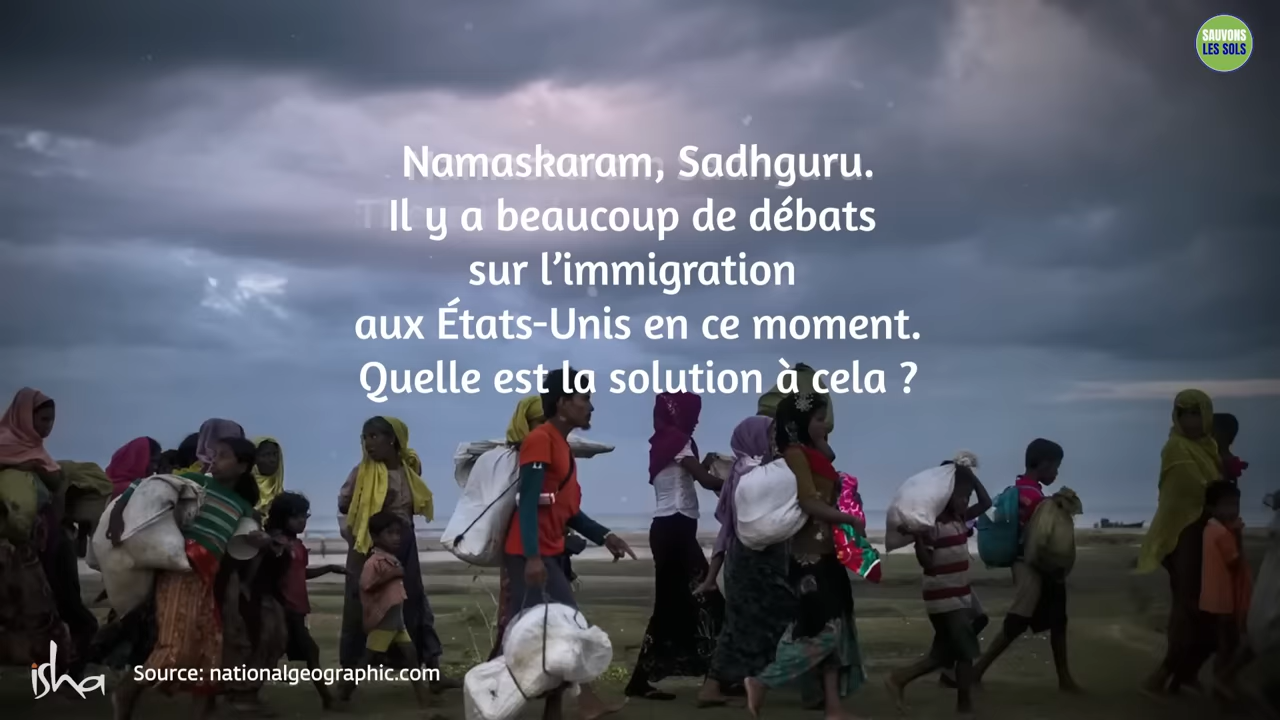 SAUVONS
LES SOLS
Namaskaram, Sadhguru.
Il y a beaucoup de débats
sur l’immigration
aux États-Unis en ce moment.
Quelle est la solution à cela ?
isha
Source: nationalgeographic.com